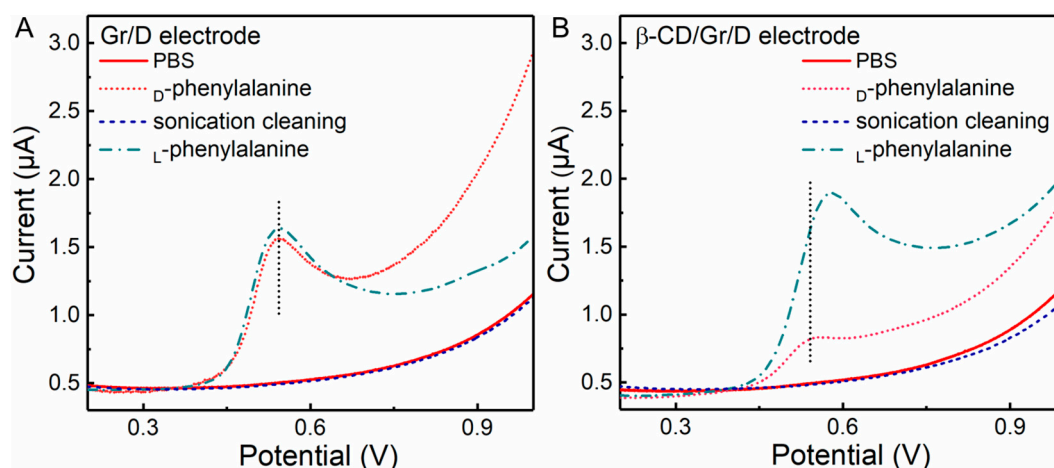 A
Gr/D electrode
PBS
D-phenylalanine
sonication cleaning
L-phenylalanine
3.0
2.5
2.0
1.5
1.0
0.5
Current (μA)
0.3
0.6
0.9
Potential (V)
B
β-CD/Gr/D electrode
PBS
D-phenylalanine
sonication cleaning
L-phenylalanine
3.0
2.5
2.0
1.5
1.0
0.5
Current (μA)
0.3
0.6
0.9
Potential (V)